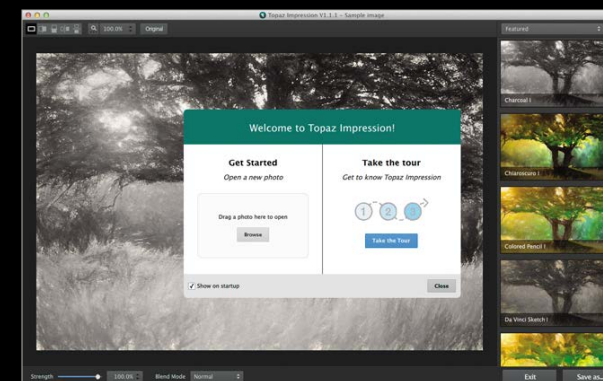 Topaz Impression V1.1.1 - Sample image
100.0%
Original
Featured
Charcoal I
Chiaroscuro I
Colored Pencil I
Da Vinci Sketch I
Welcome to Topaz Impression!
Get Started
Open a new photo
Drag a photo here to open
Browse
Take the tour
Get to know Topaz Impression
1 2 3
Take the Tour
Show on startup
Close
Strength
100.0%
Blend Mode
Normal
Exit
Save as...